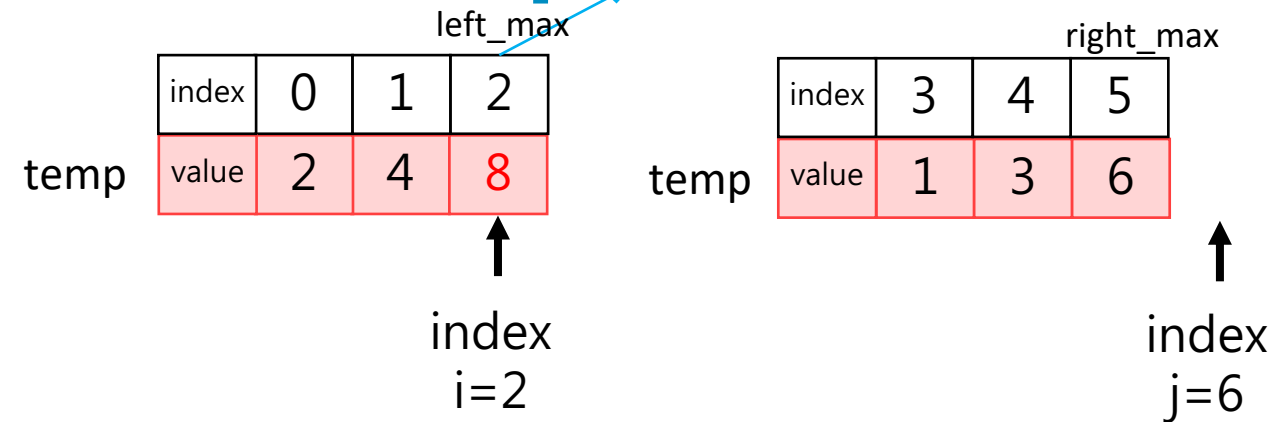 left_max
right_max
index 0 1 2
index 3 4 5
temp value 2 4 8
temp value 1 3 6
index
i=2
index
j=6